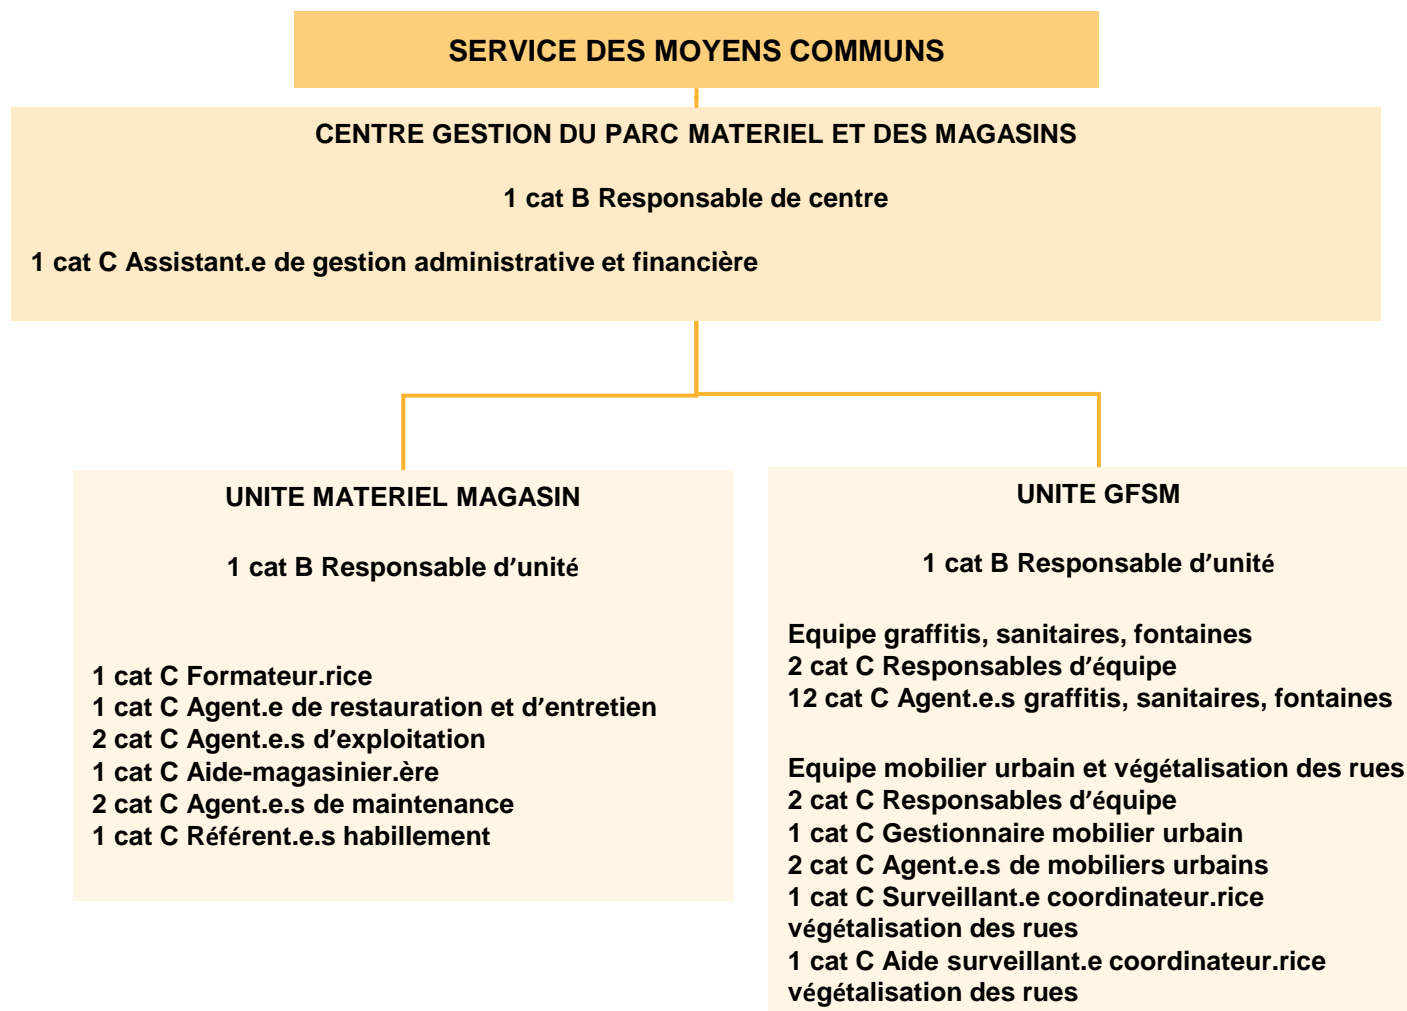 SERVICE DES MOYENS COMMUNS
CENTRE GESTION DU PARC MATERIEL ET DES MAGASINS
1 cat B Responsable de centre
1 cat C Assistant.e de gestion administrative et financière
UNITE MATERIEL MAGASIN
1 cat B Responsable d’unité
1 cat C Formateur.rice
1 cat C Agent.e de restauration et d’entretien
2 cat C Agent.e.s d’exploitation
1 cat C Aide-magasinier.ère
2 cat C Agent.e.s de maintenance
1 cat C Référent.e.s habillement
UNITE GFSM
1 cat B Responsable d’unité
Equipe graffitis, sanitaires, fontaines
2 cat C Responsables d’équipe
12 cat C Agent.e.s graffitis, sanitaires, fontaines
Equipe mobilier urbain et végétalisation des rues
2 cat C Responsables d’équipe
1 cat C Gestionnaire mobilier urbain
2 cat C Agent.e.s de mobiliers urbains
1 cat C Surveillant.e coordinateur.rice
végétalisation des rues
1 cat C Aide surveillant.e coordinateur.rice
végétalisation des rues